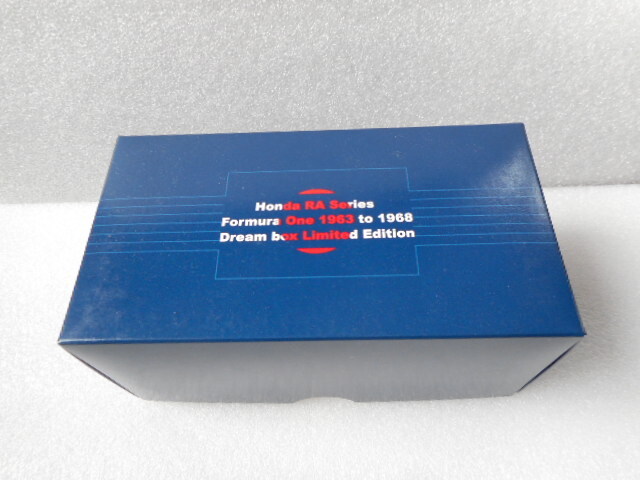 Honda RA Series
Formura One 1963 to 1968
Dream box Limited Edition